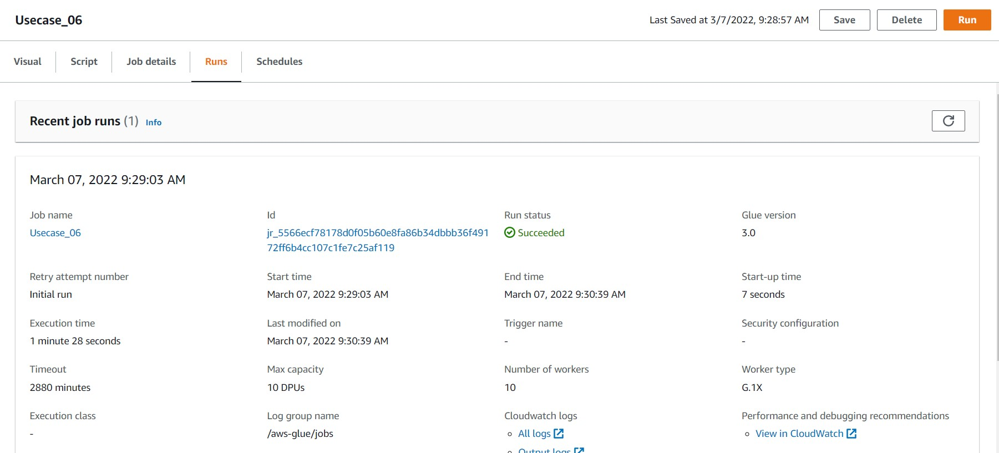 Usecase_06
Last Saved at 3/7/2022, 9:28:57 AM
Save
Delete
Run
Visual
Script
Job details
Runs
Schedules
Recent job runs (1) Info
March 07, 2022 9:29:03 AM
Job name
Usecase_06
Id
jr_5566ecf78178d0f05b60e8fa86b34dbbb36f491
72ff6b4cc107c1fe7c25af119
Run status
Succeeded
Glue version
3.0
Retry attempt number
Initial run
Start time
March 07, 2022 9:29:03 AM
End time
March 07, 2022 9:30:39 AM
Start-up time
7 seconds
Execution time
1 minute 28 seconds
Last modified on
March 07, 2022 9:30:39 AM
Trigger name
-
Security configuration
-
Timeout
2880 minutes
Max capacity
10 DPUs
Number of workers
10
Worker type
G.1X
Execution class
-
Log group name
/aws-glue/jobs
Cloudwatch logs
All logs
Output logs
Performance and debugging recommendations
View in CloudWatch